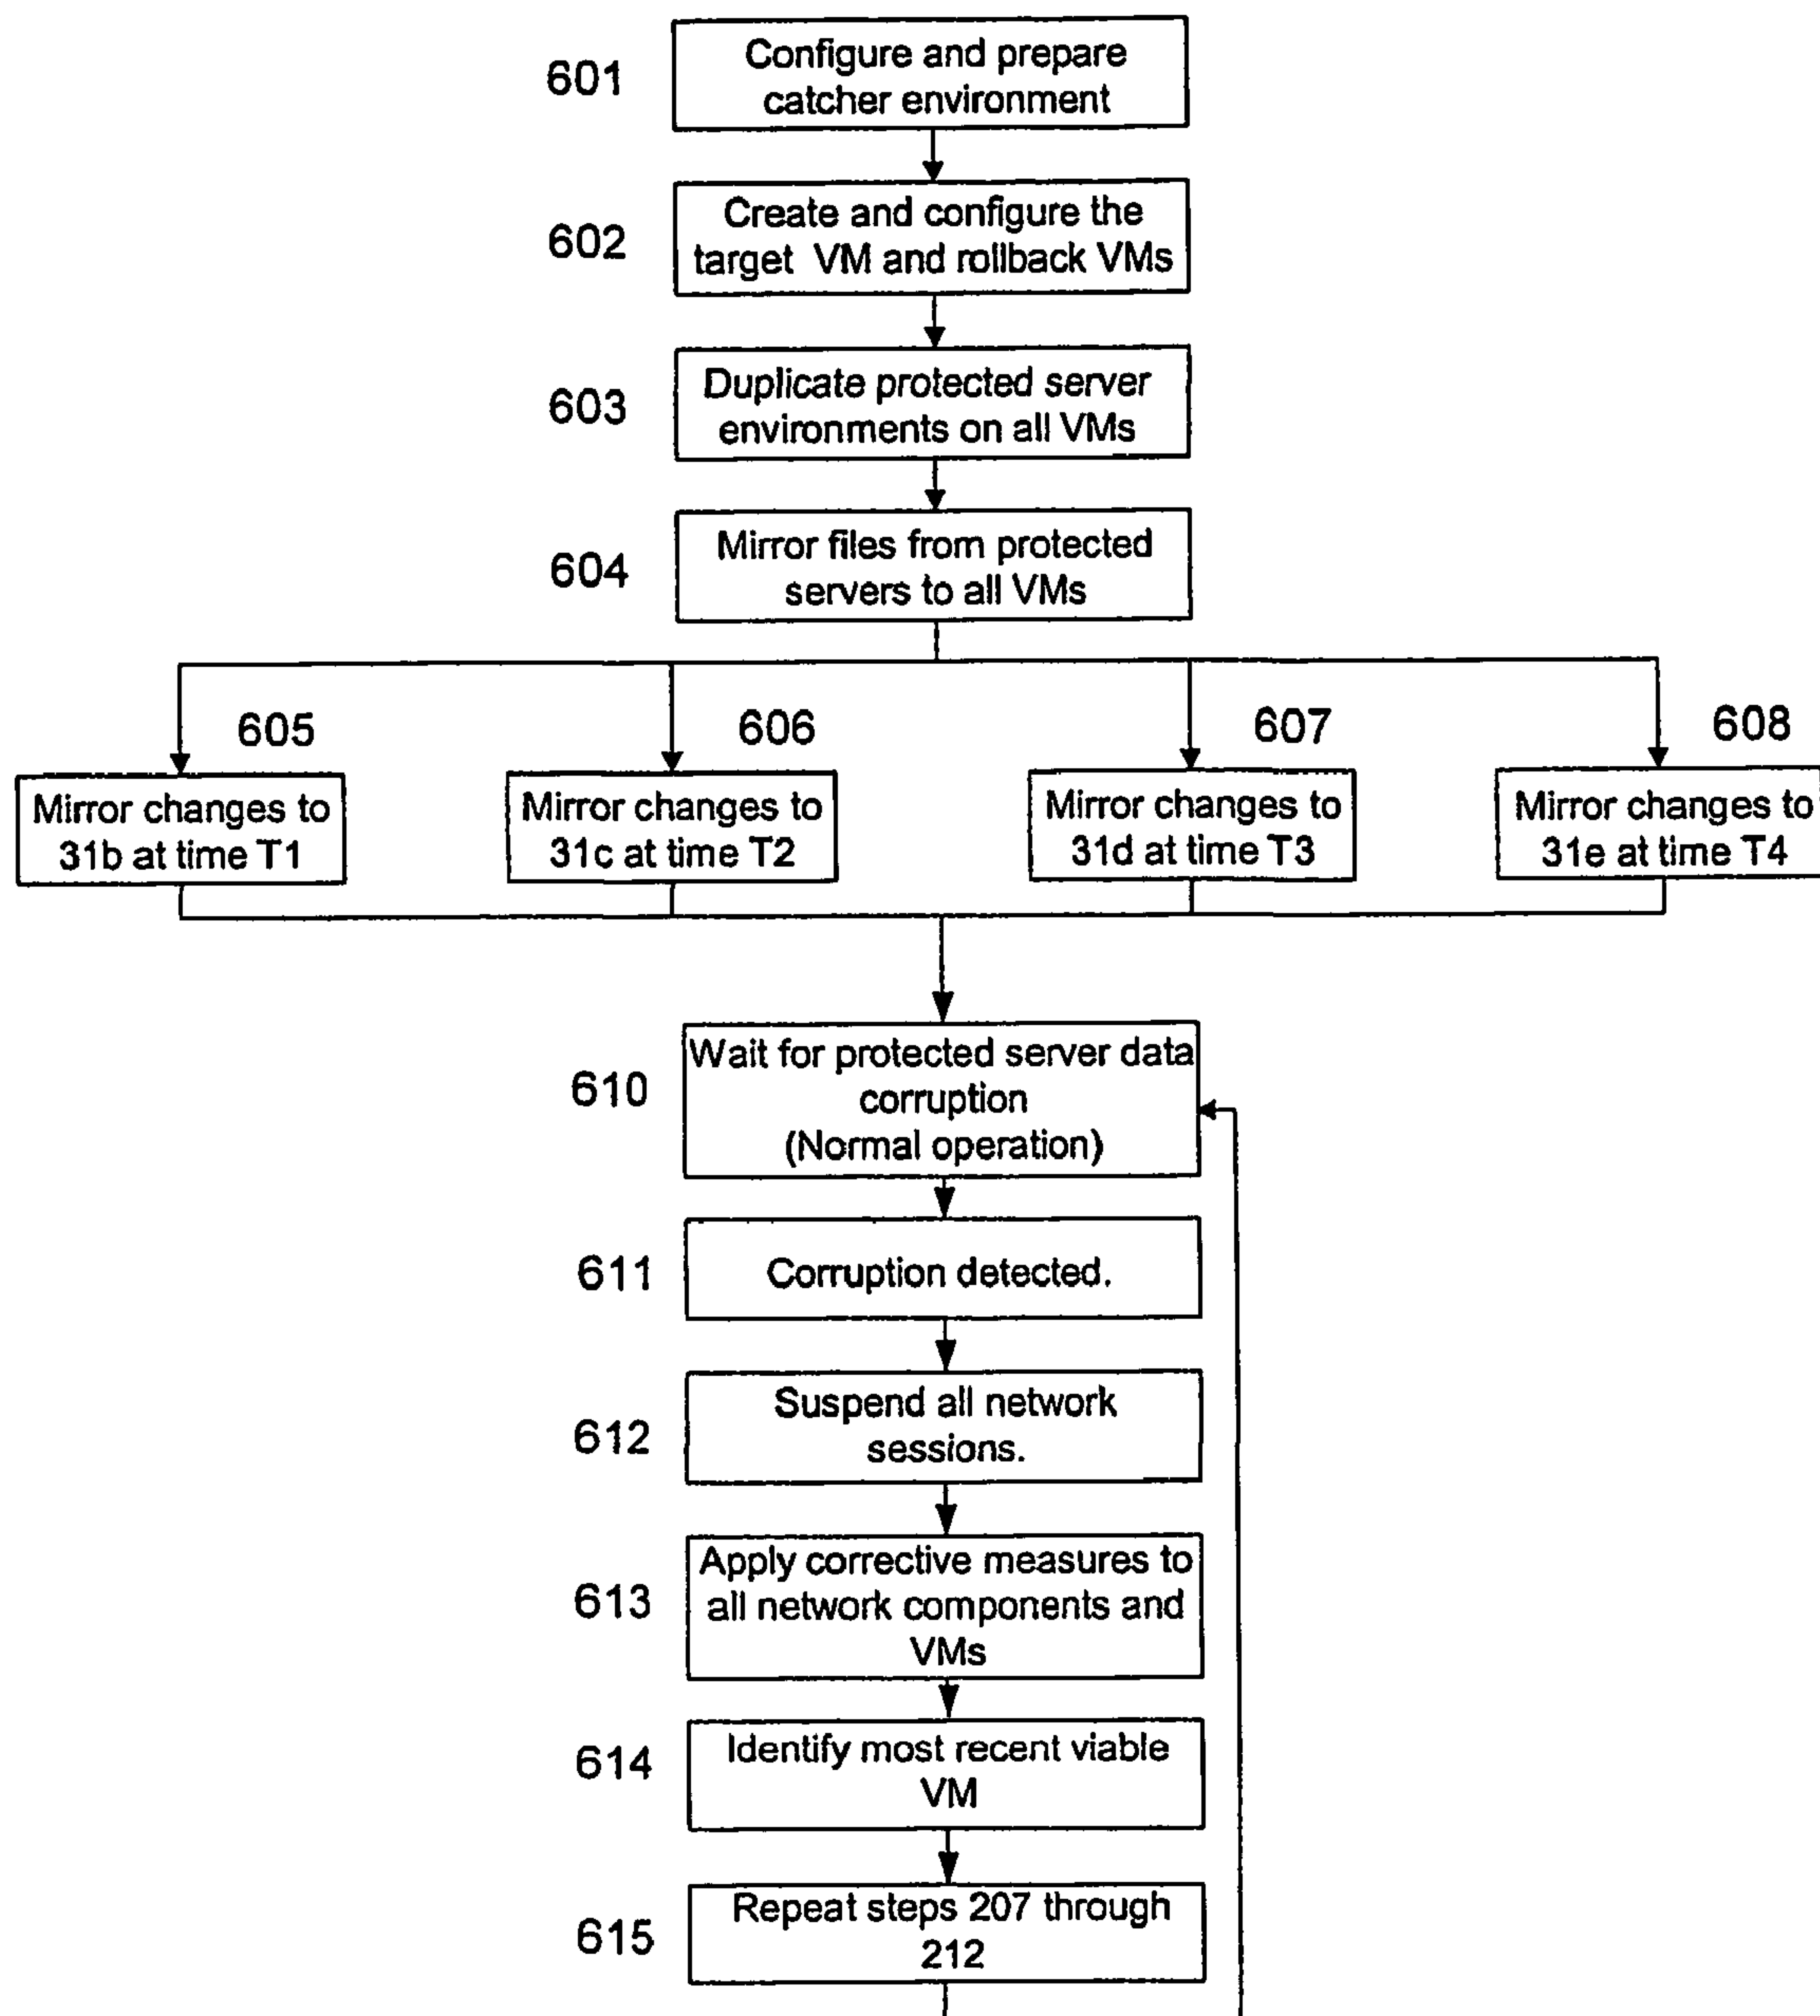 601
Configure and prepare
catcher environment
602
Create and configure the
target VM and rollback VMs
603
Duplicate protected server
environments on all VMs
604
Mirror files from protected
servers to all VMs
605
606
607
608
Mirror changes to
31b at time T1
Mirror changes to
31c at time T2
Mirror changes to
31d at time T3
Mirror changes to
31e at time T4
610
Wait for protected server data
corruption
(Normal operation)
611
Corruption detected.
612
Suspend all network
sessions.
613
Apply corrective measures to
all network components and
VMs
614
Identify most recent viable
VM
615
Repeat steps 207 through
212